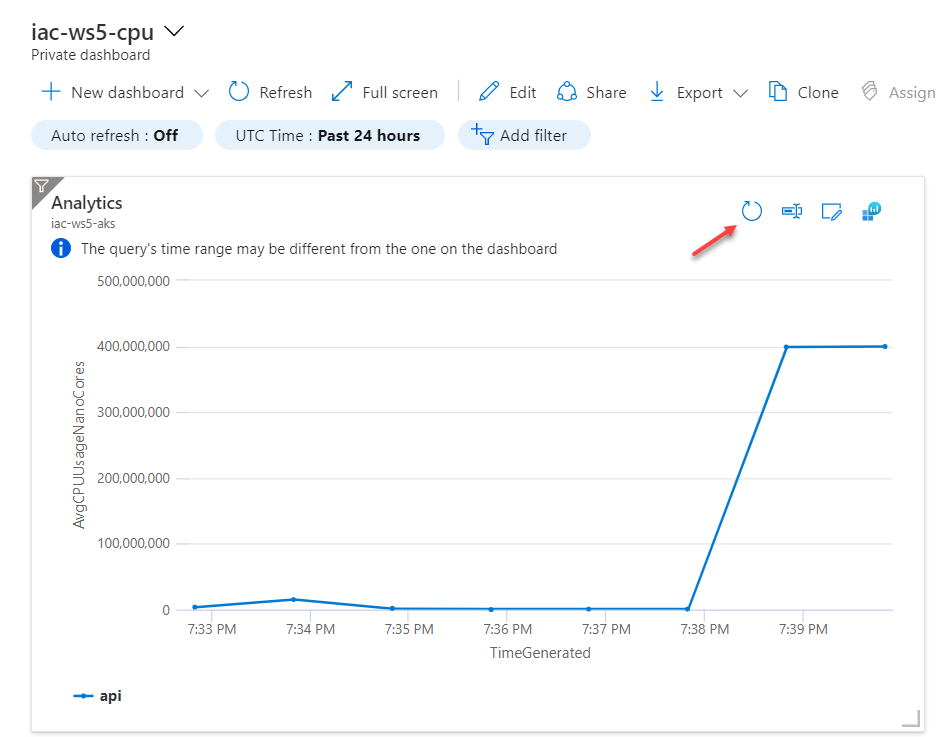 iac-ws5-cpu
Private dashboard
New dashboard Refresh Full screen Edit Share Export Clone Assign
Auto refresh : Off UTC Time : Past 24 hours Add filter
Analytics
iac-ws5-aks
The query's time range may be different from the one on the dashboard
500,000,000
400,000,000
300,000,000
200,000,000
100,000,000
0
AvgCPUUsageNanoCores
7:33 PM 7:34 PM 7:35 PM 7:36 PM 7:37 PM 7:38 PM 7:39 PM
TimeGenerated
api